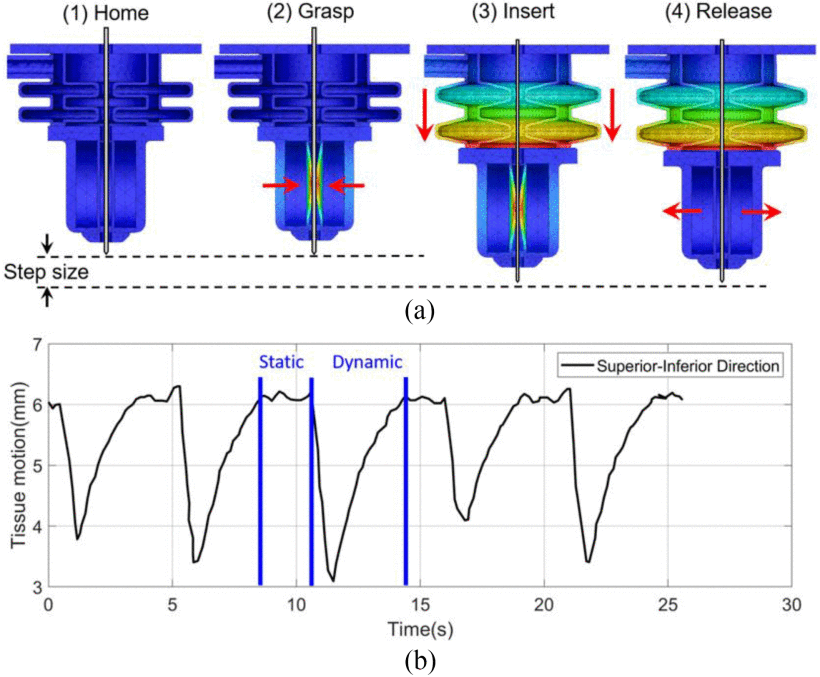 (1) Home (2) Grasp (3) Insert (4) Release
Step size
(a)
7
6
5
4
3
Tissue motion(mm)
Static Dynamic
Superior-Inferior Direction
0 5 10 15 20 25 30
Time(s)
(b)